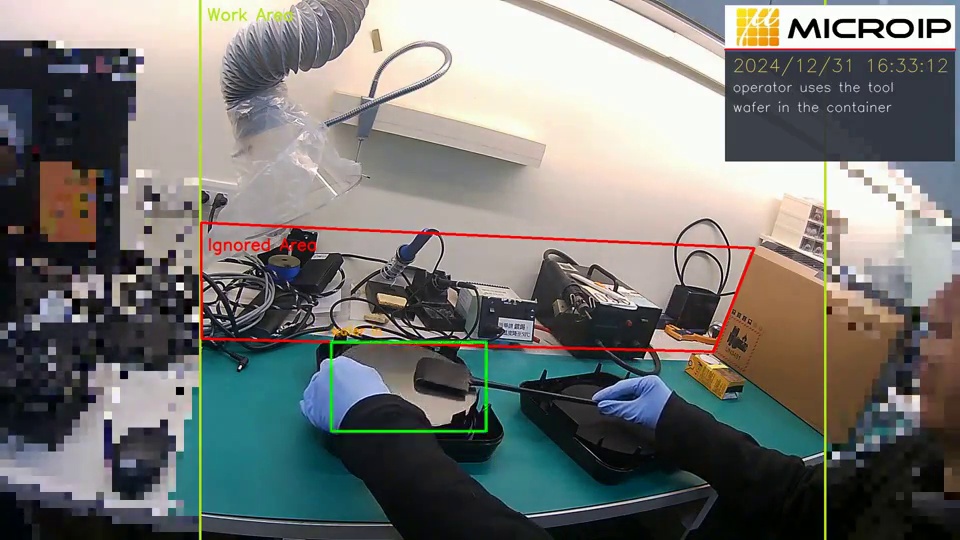 Work Area
MICROIP
2024/12/31 16:33:12
operator uses the tool
wafer in the container
Ignored Area